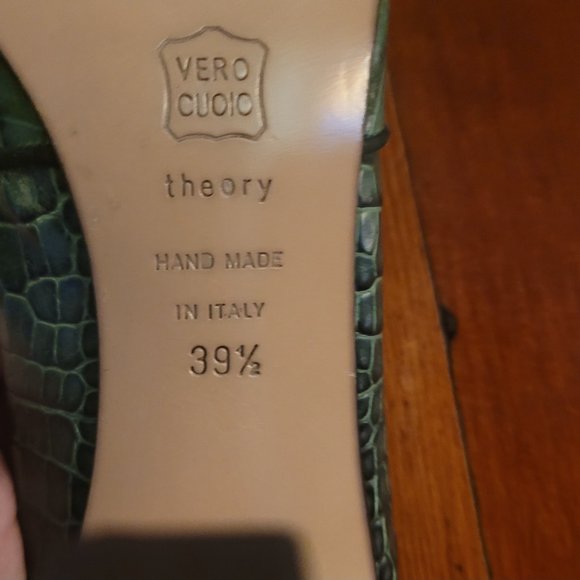 VERO
CUOIO
theory
HAND MADE
IN ITALY
39½